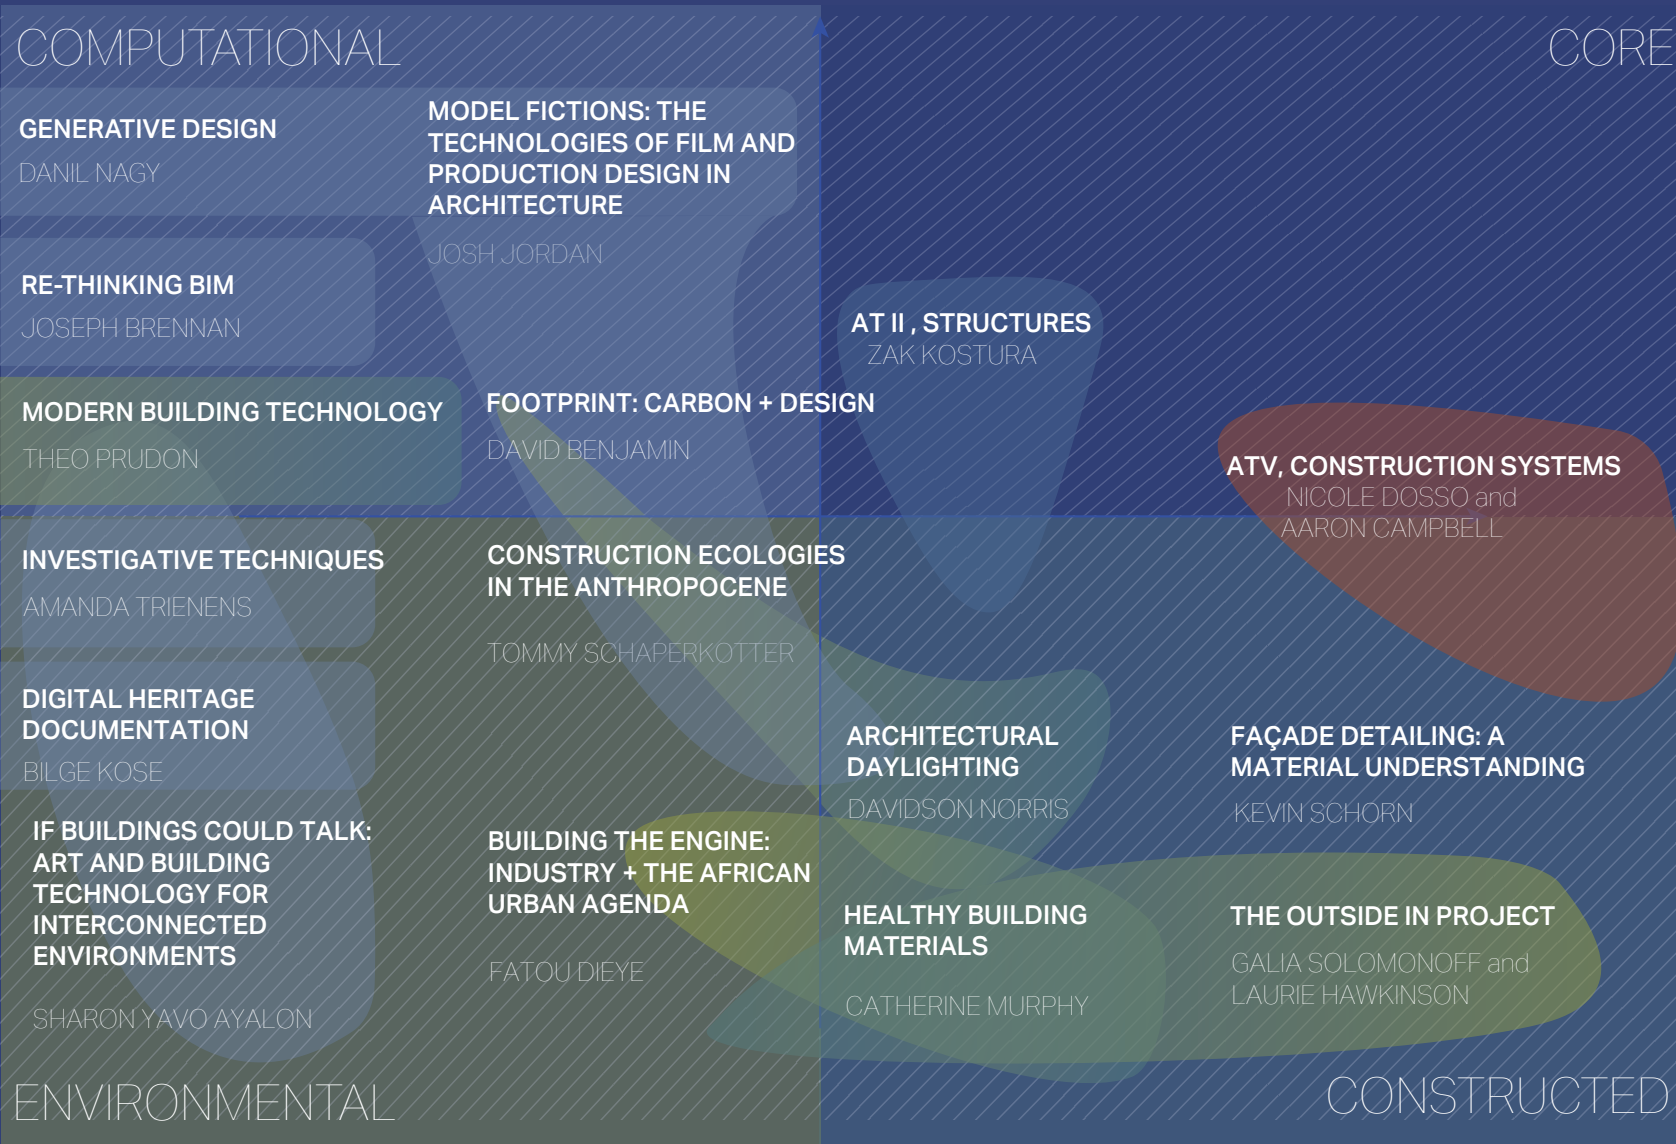 COMPUTATIONAL
CORE
GENERATIVE DESIGN
DANIL NAGY
MODEL FICTIONS: THE
TECHNOLOGIES OF FILM AND
PRODUCTION DESIGN IN
ARCHITECTURE
JOSH JORDAN
RE-THINKING BIM
JOSEPH BRENNAN
AT II , STRUCTURES
ZAK KOSTURA
MODERN BUILDING TECHNOLOGY
THEO PRUDON
FOOTPRINT: CARBON + DESIGN
DAVID BENJAMIN
ATV, CONSTRUCTION SYSTEMS
NICOLE DOSSO and
AARON CAMPBELL
INVESTIGATIVE TECHNIQUES
AMANDA TRIENENS
CONSTRUCTION ECOLOGIES
IN THE ANTHROPOCENE
TOMMY SCHAPERKOTTER
DIGITAL HERITAGE
DOCUMENTATION
BILGE KOSE
ARCHITECTURAL
DAYLIGHTING
DAVIDSON NORRIS
FAÇADE DETAILING: A
MATERIAL UNDERSTANDING
KEVIN SCHORN
IF BUILDINGS COULD TALK:
ART AND BUILDING
TECHNOLOGY FOR
INTERCONNECTED
ENVIRONMENTS
SHARON YAVO AYALON
BUILDING THE ENGINE:
INDUSTRY + THE AFRICAN
URBAN AGENDA
FATOU DIEYE
HEALTHY BUILDING
MATERIALS
CATHERINE MURPHY
THE OUTSIDE IN PROJECT
GALIA SOLOMONOFF and
LAURIE HAWKINSON
ENVIRONMENTAL
CONSTRUCTED